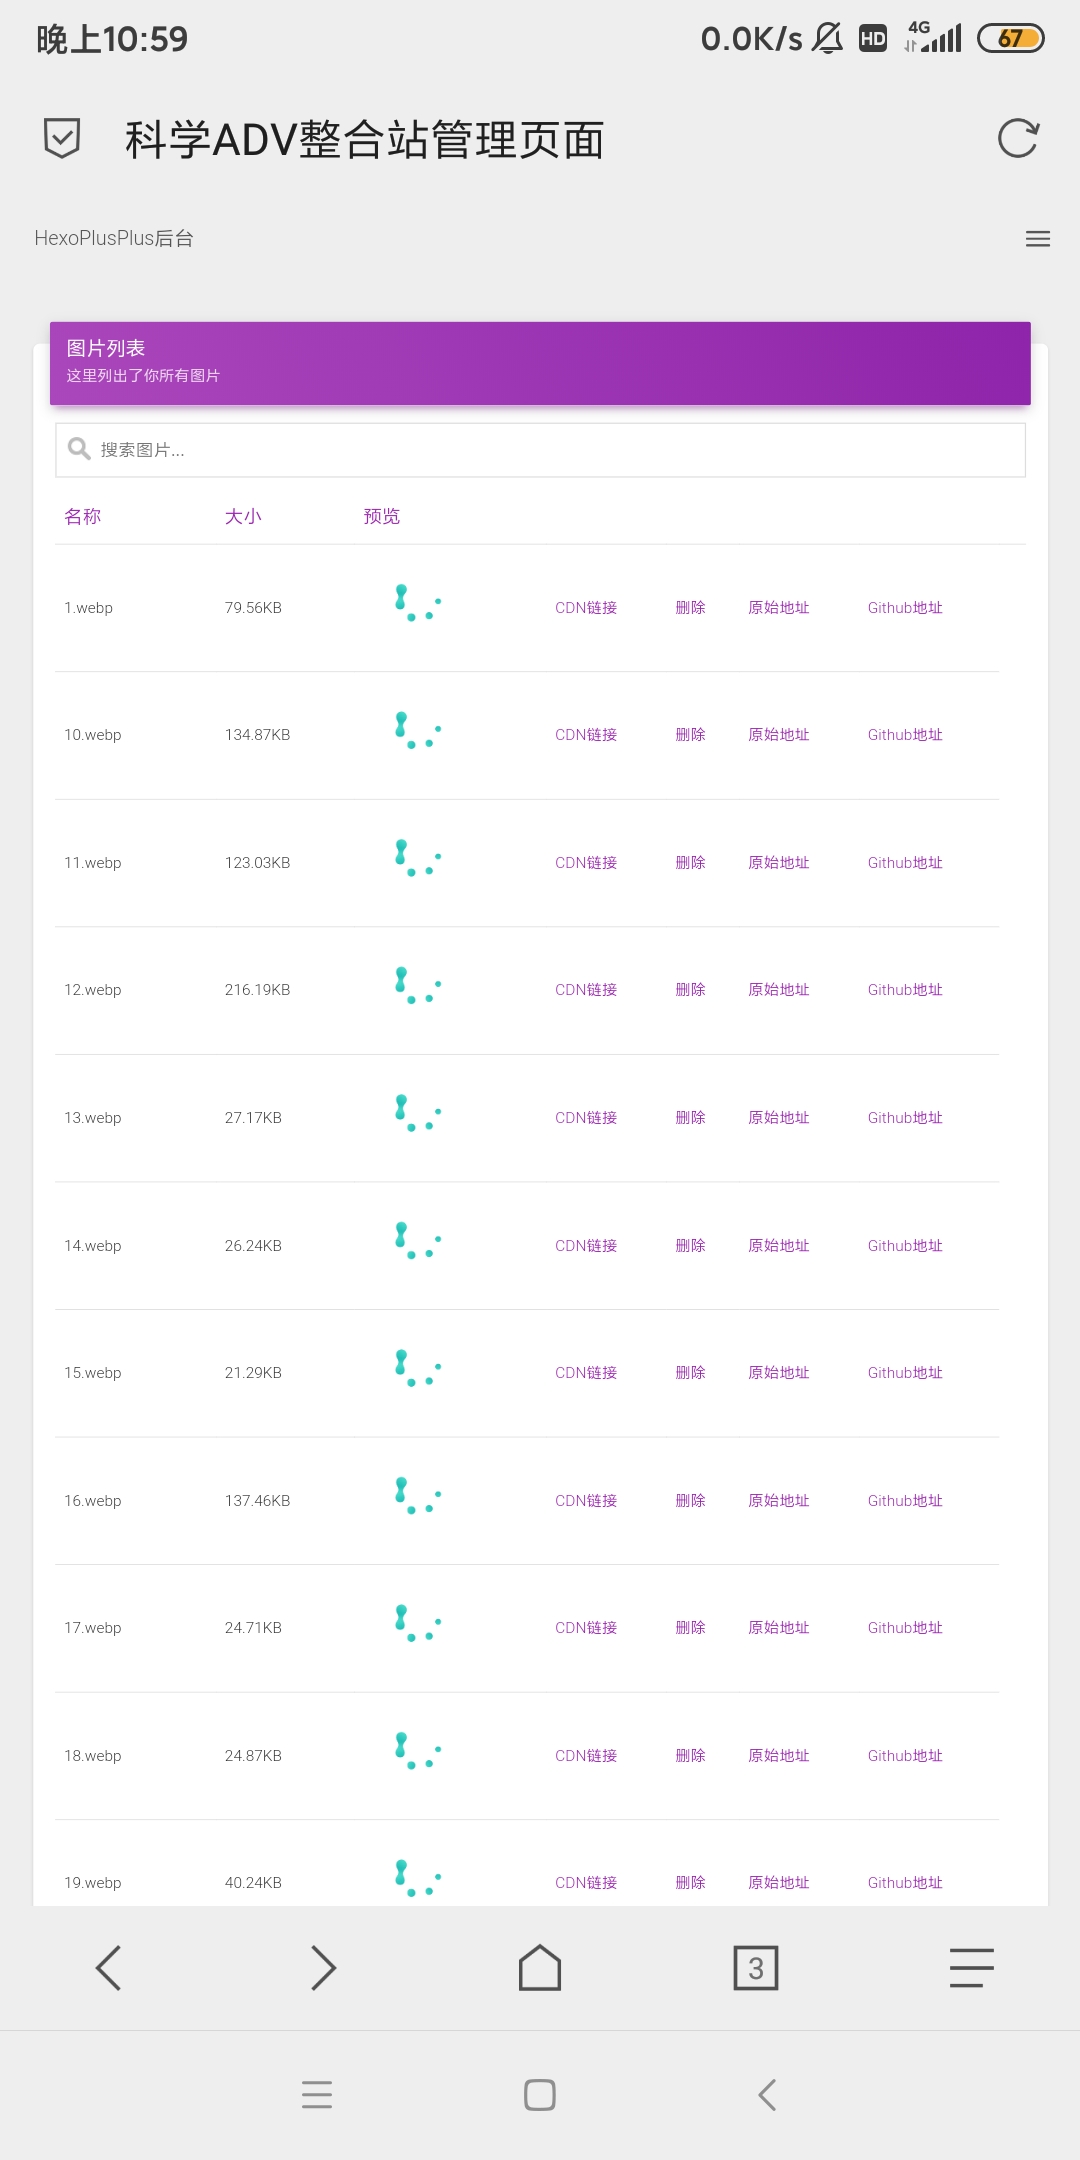 晚上10:59 0.0K/s HD 4G 67
科学ADV整合站管理页面
HexoPlusPlus后台
图片列表
这里列出了你所有图片
搜索图片...
名称 大小 预览
1.webp 79.56KB CDN链接 删除 原始地址 Github地址
10.webp 134.87KB CDN链接 删除 原始地址 Github地址
11.webp 123.03KB CDN链接 删除 原始地址 Github地址
12.webp 216.19KB CDN链接 删除 原始地址 Github地址
13.webp 27.17KB CDN链接 删除 原始地址 Github地址
14.webp 26.24KB CDN链接 删除 原始地址 Github地址
15.webp 21.29KB CDN链接 删除 原始地址 Github地址
16.webp 137.46KB CDN链接 删除 原始地址 Github地址
17.webp 24.71KB CDN链接 删除 原始地址 Github地址
18.webp 24.87KB CDN链接 删除 原始地址 Github地址
19.webp 40.24KB CDN链接 删除 原始地址 Github地址
3